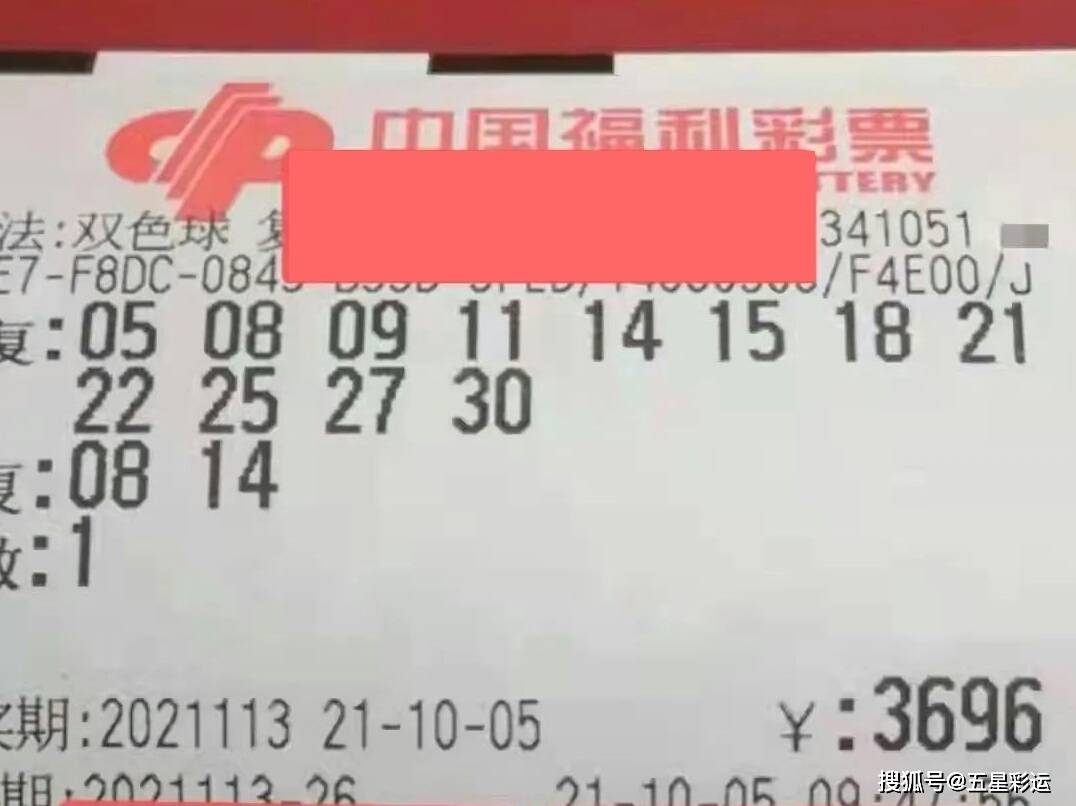 中国福利彩票
TTERY
法:双色球 复 341051
E7-F8DC-084 /F4E00/J
复:05 08 09 11 14 15 18 21
22 25 27 30
复:08 14
数:1
奖期:2021113 21-10-05 ¥:3696
期:2021113-26 21-10-05 09:
搜狐号@五星彩运